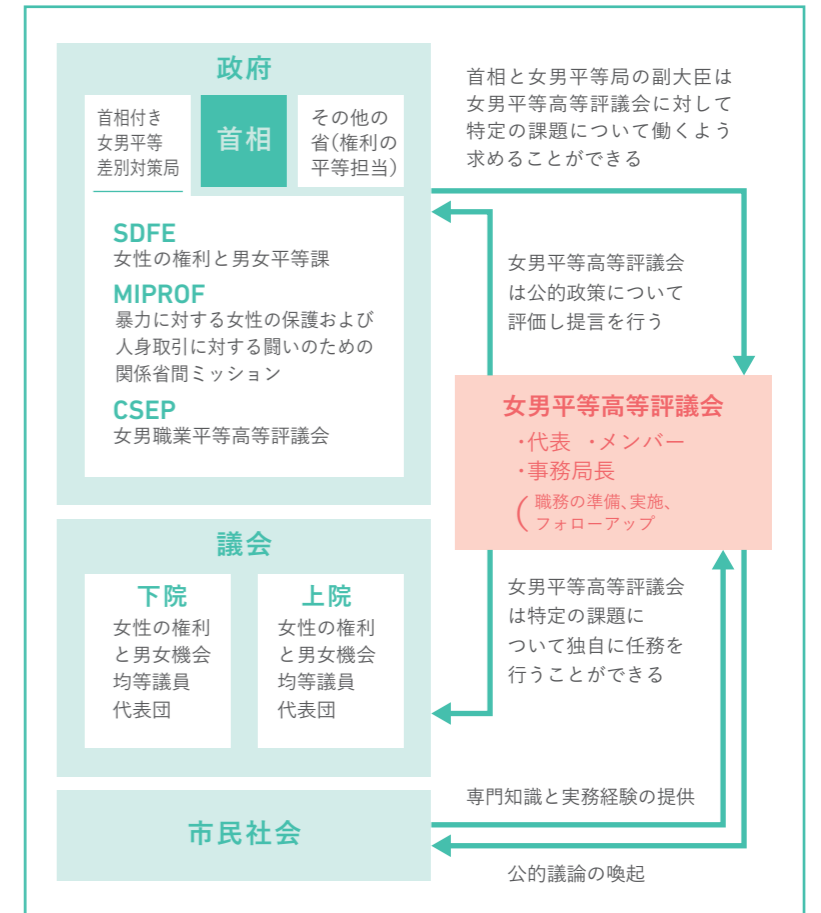 政府
首相付き
女男平等
差別対策局
首相
その他の
省(権利の
平等担当)
SDFE
女性の権利と男女平等課
MIPROF
暴力に対する女性の保護および
人身取引に対する闘いのための
関係省間ミッション
CSEP
女男職業平等高等評議会
首相と女男平等局の副大臣は
女男平等高等評議会に対して
特定の課題について働くよう
求めることができる
女男平等高等評議会
は公的政策について
評価し提言を行う
女男平等高等評議会
・代表 ・メンバー
・事務局長
(職務の準備、実施、
フォローアップ
議会
下院
女性の権利
と男女機会
均等議員
代表団
上院
女性の権利
と男女機会
均等議員
代表団
女男平等高等評議会
は特定の課題に
ついて独自に任務を
行うことができる
市民社会
専門知識と実務経験の提供
公的議論の喚起